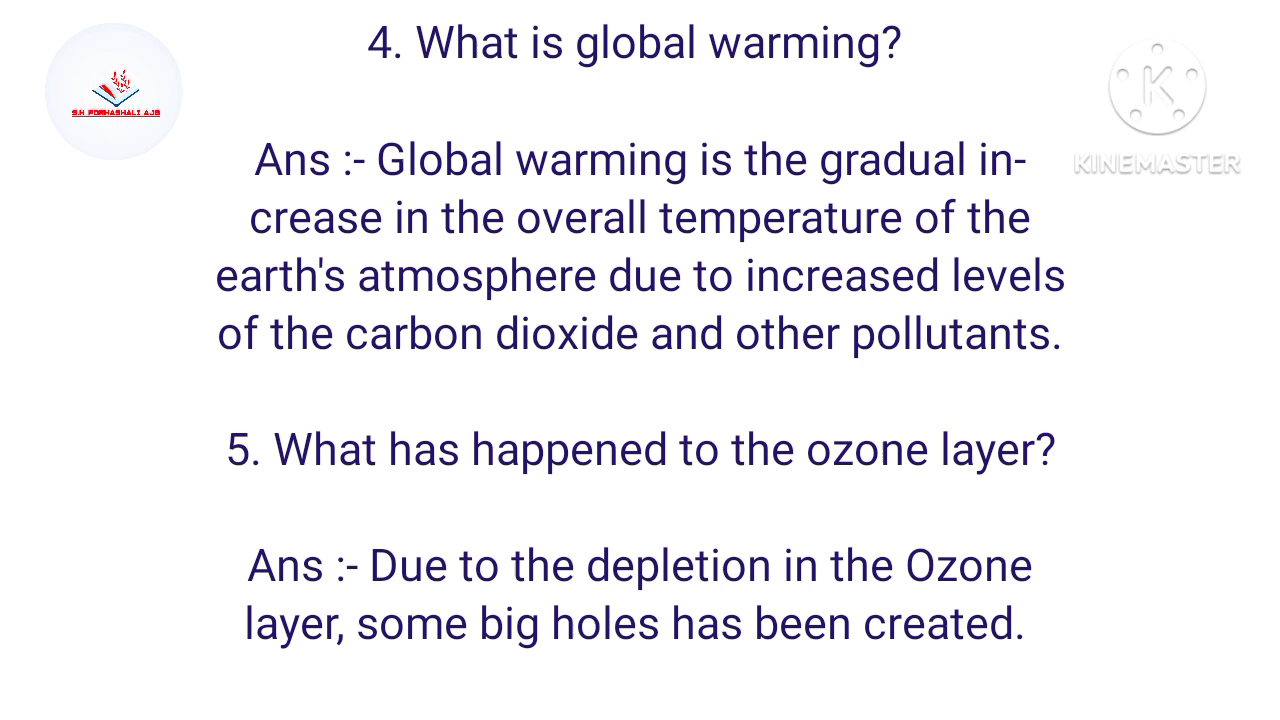 4. What is global warming?
S.H PORHASHALI AJB
KINEMASTER
Ans :- Global warming is the gradual in-
crease in the overall temperature of the
earth's atmosphere due to increased levels
of the carbon dioxide and other pollutants.
5. What has happened to the ozone layer?
Ans :- Due to the depletion in the Ozone
layer, some big holes has been created.